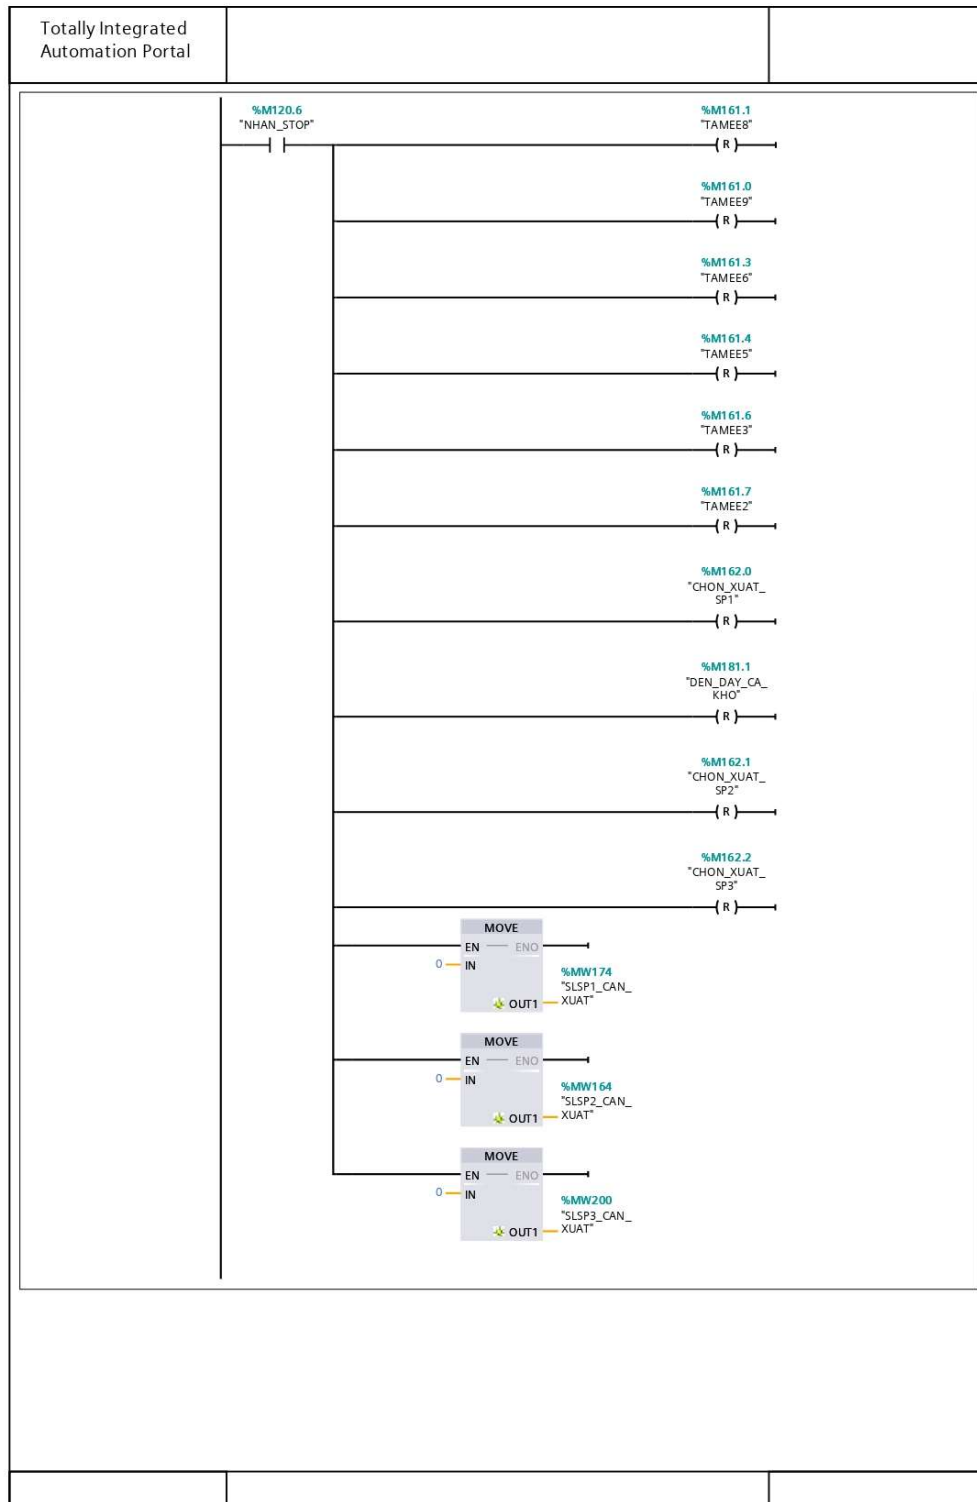 Totally Integrated
Automation Portal
%M120.6
"NHAN_STOP"
%M161.1
"TAMEE8"
( R )
%M161.0
"TAMEE9"
( R )
%M161.3
"TAMEE6"
( R )
%M161.4
"TAMEE5"
( R )
%M161.6
"TAMEE3"
( R )
%M161.7
"TAMEE2"
( R )
%M162.0
"CHON_XUAT_
SP1"
( R )
%M181.1
"DEN_DAY_CA_
KHO"
( R )
%M162.1
"CHON_XUAT_
SP2"
( R )
%M162.2
"CHON_XUAT_
SP3"
( R )
MOVE
EN ENO
0 IN
%MW174
"SLSP1_CAN_
OUT1 XUAT"
MOVE
EN ENO
0 IN
%MW164
"SLSP2_CAN_
OUT1 XUAT"
MOVE
EN ENO
0 IN
%MW200
"SLSP3_CAN_
OUT1 XUAT"